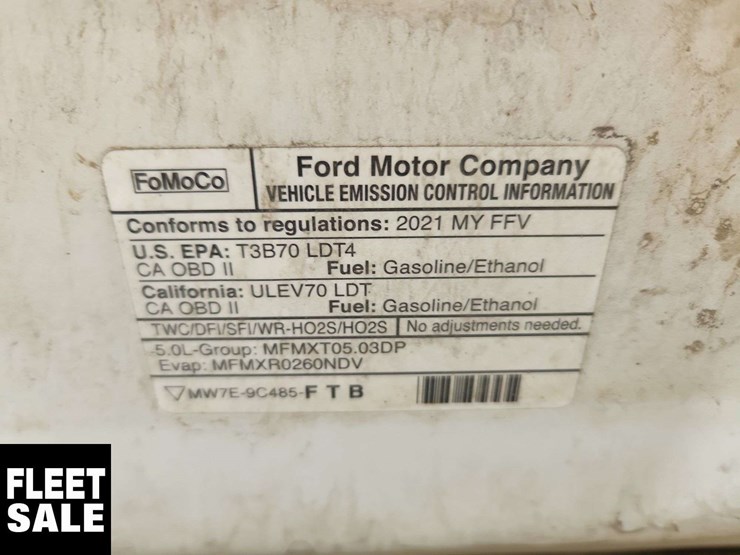 FoMoCo
Ford Motor Company
VEHICLE EMISSION CONTROL INFORMATION
Conforms to regulations: 2021 MY FFV
U.S. EPA: T3B70 LDT4
CA OBD II Fuel: Gasoline/Ethanol
California: ULEV70 LDT
CA OBD II Fuel: Gasoline/Ethanol
TWC/DFI/SFI/WR-HO2S/HO2S No adjustments needed.
5.0L-Group: MFMXT05.03DP
Evap: MFMXR0260NDV
MW7E-9C485-F T B
FLEET
SALE